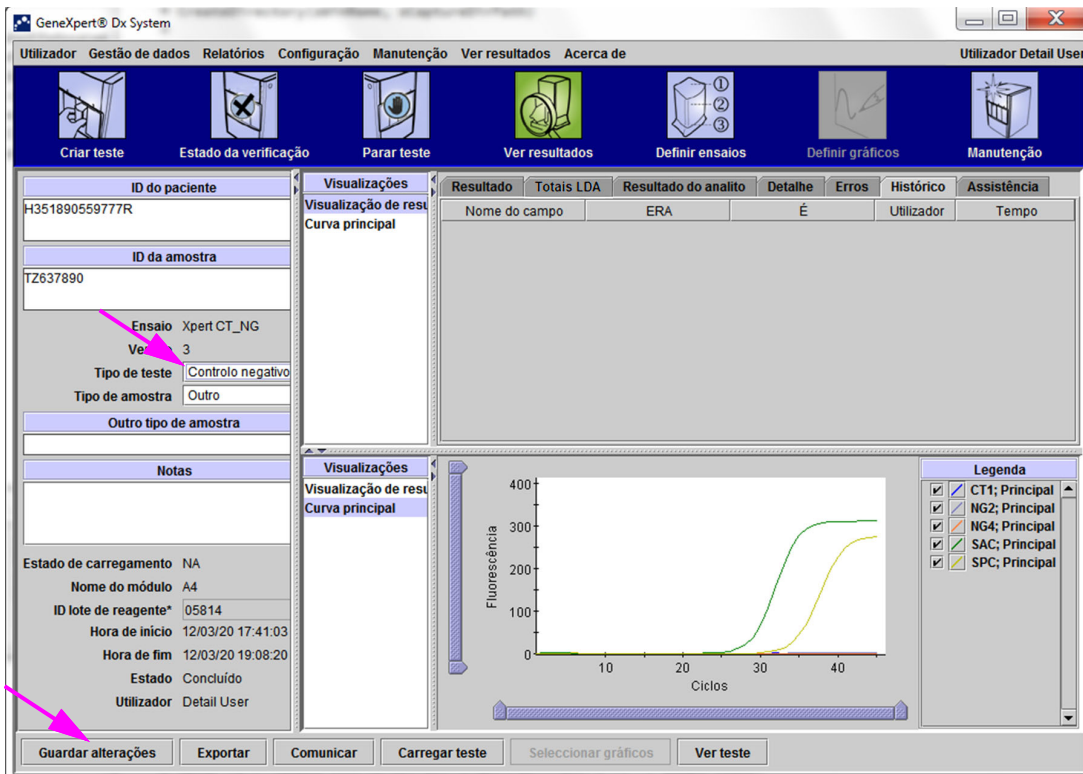 GeneXpert® Dx System
Utilizador Gestão de dados Relatórios Configuração Manutenção Ver resultados Acerca de Utilizador Detail User
Criar teste Estado da verificação Parar teste Ver resultados Definir ensaios Definir gráficos Manutenção
ID do paciente
H351890559777R
ID da amostra
TZ637890
Ensaio Xpert CT_NG
3
Tipo de teste Controlo negativo
Tipo de amostra Outro
Outro tipo de amostra
Notas
Estado de carregamento NA
Nome do módulo A4
ID lote de reagente* 05814
Hora de início 12/03/20 17:41:03
Hora de fim 12/03/20 19:08:20
Estado Concluído
Utilizador Detail User
Visualizações
Visualização de resu
Curva principal
Resultado Totais LDA Resultado do analito Detalhe Erros Histórico Assistência
Nome do campo ERA É Utilizador Tempo
Visualizações
Visualização de resu
Curva principal
Fluorescência
400
300
200
100
0
10 20 30 40
Ciclos
Legenda
CT1; Principal
NG2; Principal
NG4; Principal
SAC; Principal
SPC; Principal
Guardar alterações Exportar Comunicar Carregar teste Seleccionar gráficos Ver teste